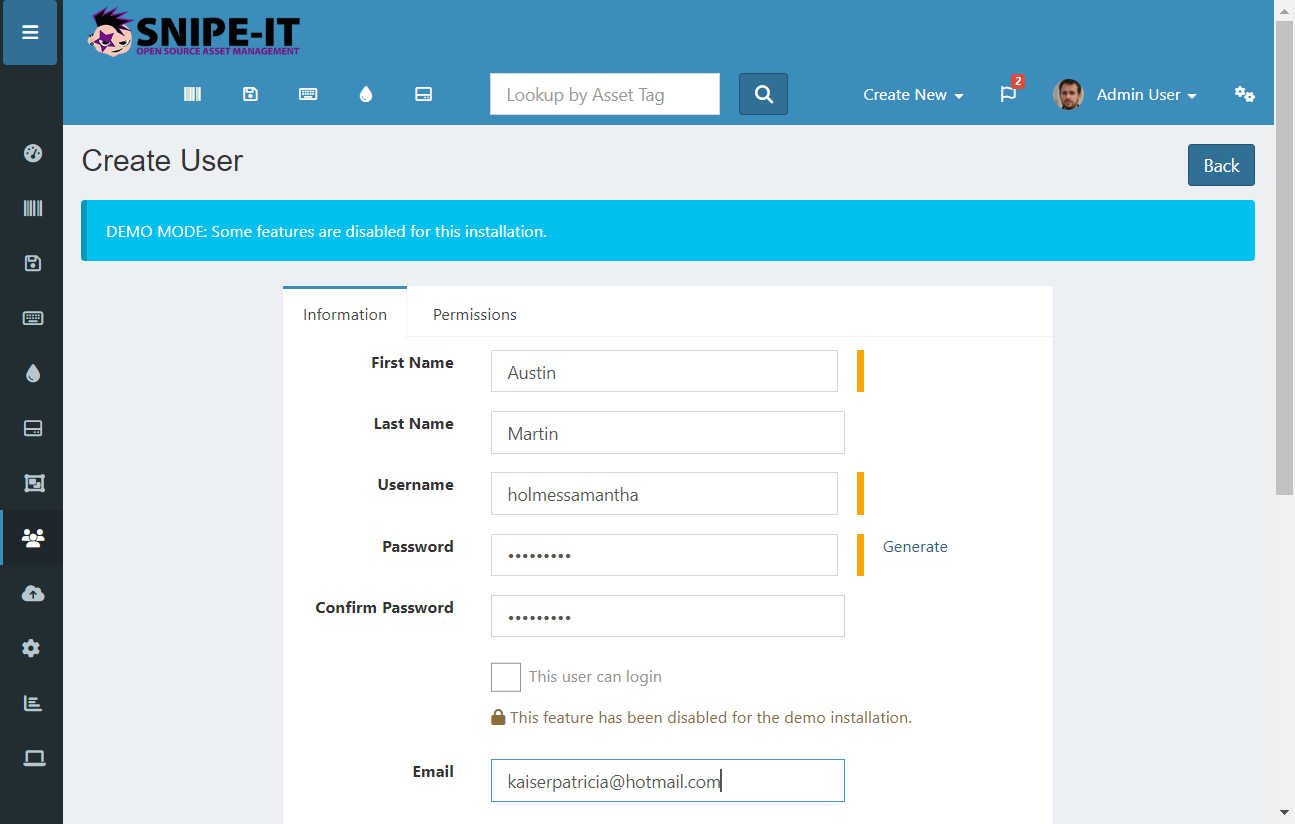 SNIPE-IT
OPEN SOURCE ASSET MANAGEMENT
Lookup by Asset Tag
Create New
2
Admin User
Create User
Back
DEMO MODE: Some features are disabled for this installation.
Information
Permissions
First Name
Austin
Last Name
Martin
Username
holmessamantha
Password
•••••••••
Generate
Confirm Password
•••••••••
This user can login
This feature has been disabled for the demo installation.
Email
kaiserpatricia@hotmail.com